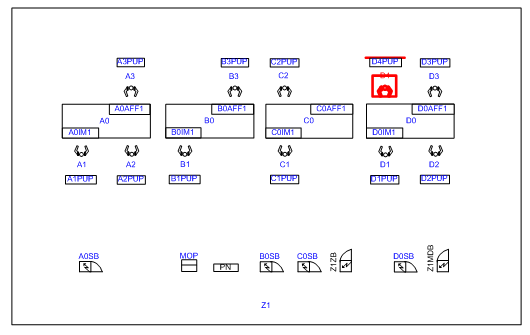 A3PUP B3PUP C2PUP D4PUP D3PUP
A3 B3 C2 D4 D3
A0AFF1 B0AFF1 C0AFF1 D0AFF1
A0 B0 C0 D0
A0IM1 B0IM1 C0IM1 D0IM1
A1 A2 B1 C1 D1 D2
A1PUP A2PUP B1PUP C1PUP D1PUP D2PUP
A0SB MOP B0SB C0SB D0SB
PN
Z1ZB
Z1MDB
Z1